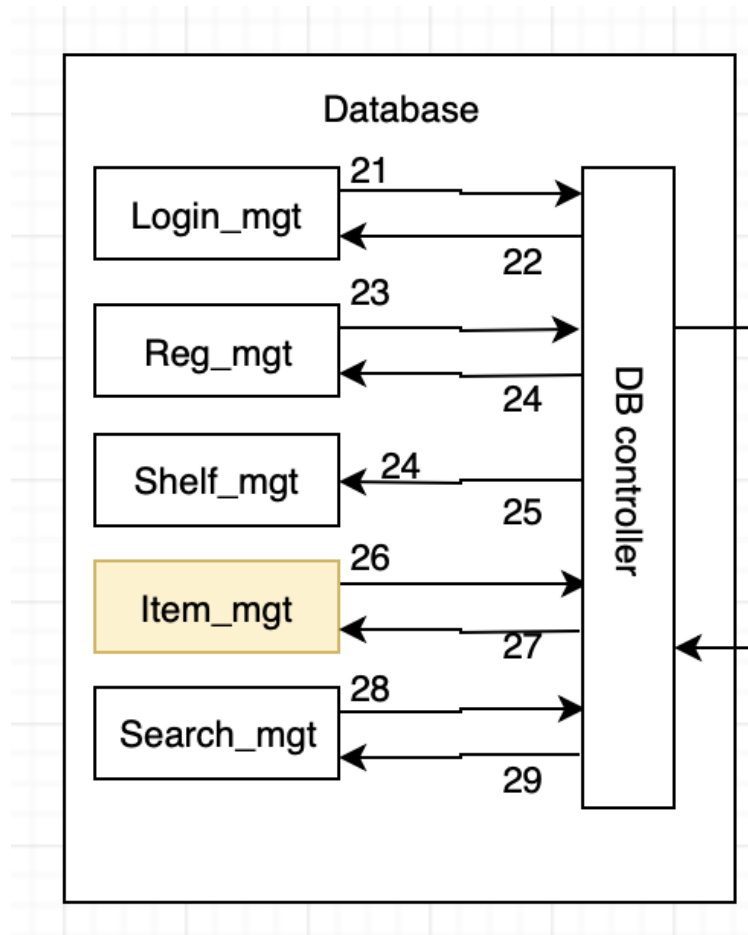 Database
21
Login_mgt
22
23
Reg_mgt
24
24
Shelf_mgt
25
26
Item_mgt
27
28
Search_mgt
29
DB controller